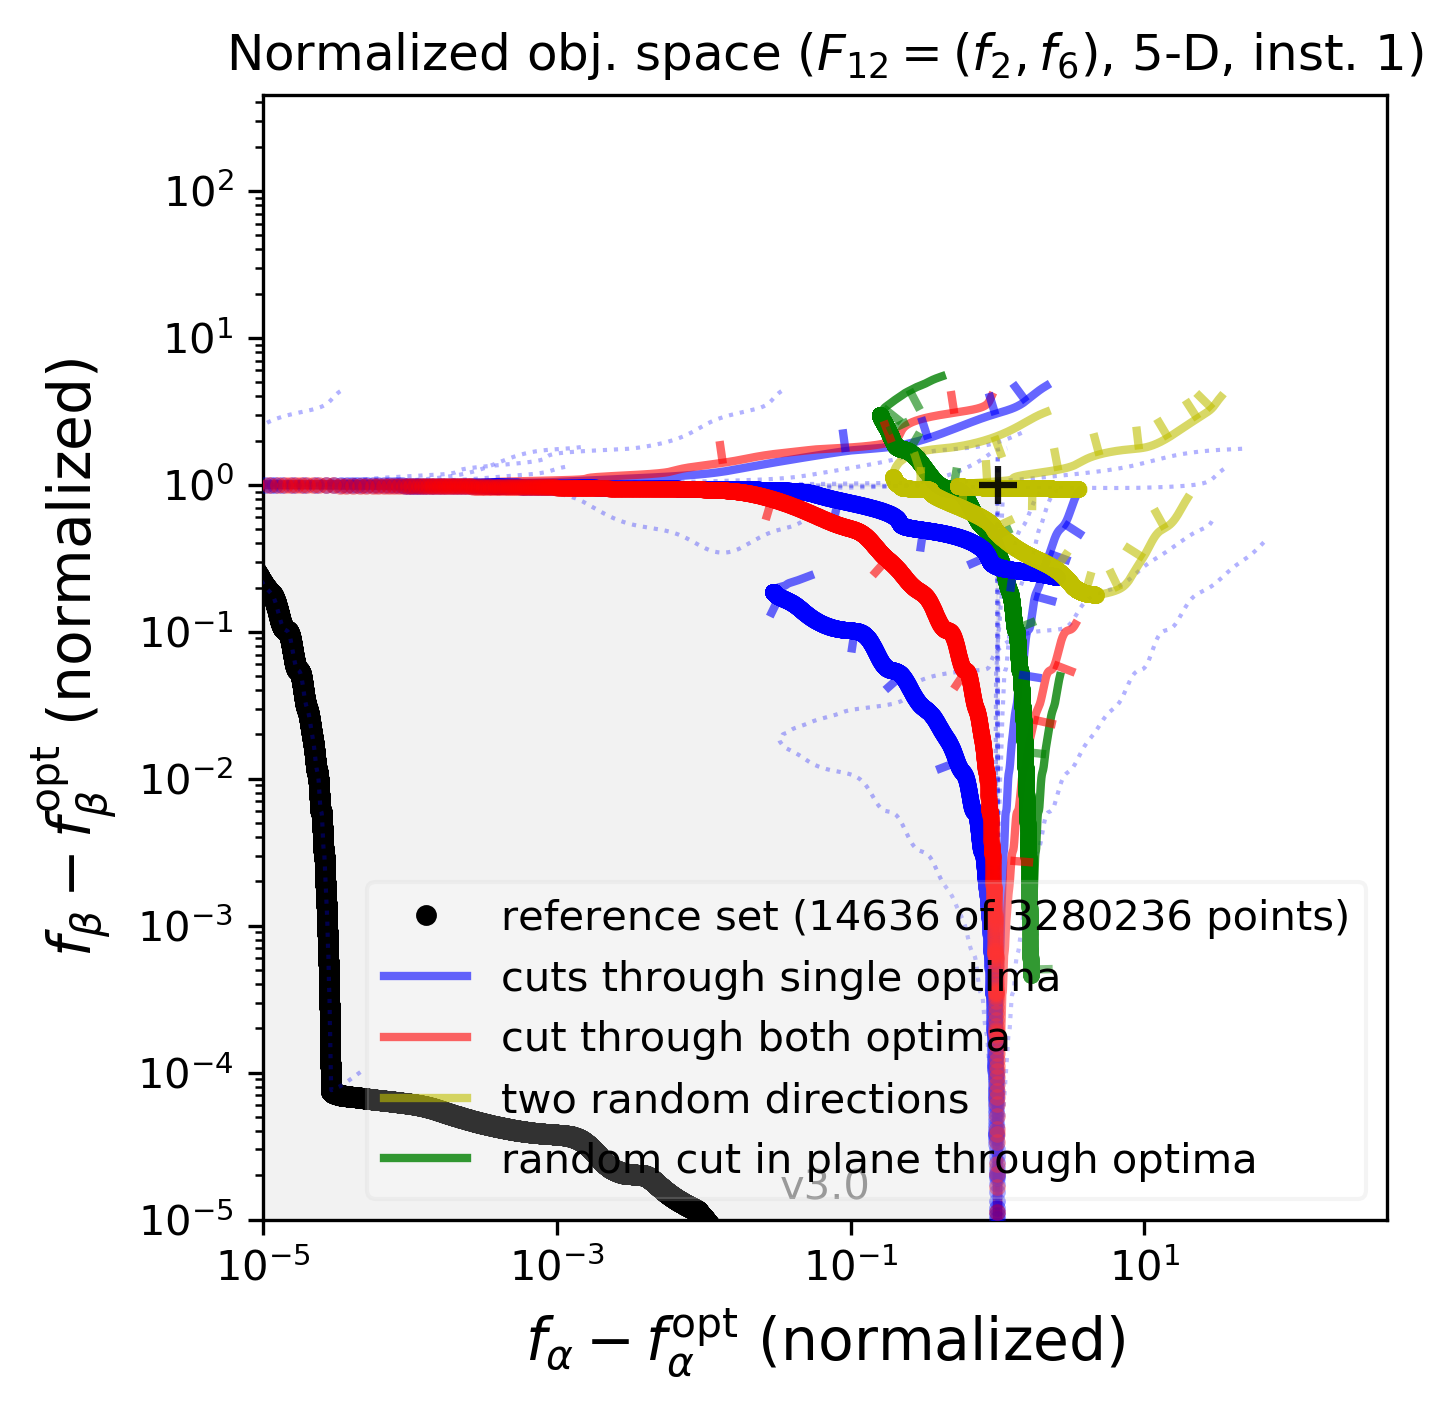 Normalized obj. space (F₁₂ = (f₂, f₆), 5-D, inst. 1)
10²
10¹
10⁰
10⁻¹
10⁻²
10⁻³
10⁻⁴
10⁻⁵
f_β − f_β^opt (normalized)
reference set (14636 of 3280236 points)
cuts through single optima
cut through both optima
two random directions
random cut in plane through optima
v3.0
10⁻⁵ 10⁻³ 10⁻¹ 10¹
f_α − f_α^opt (normalized)